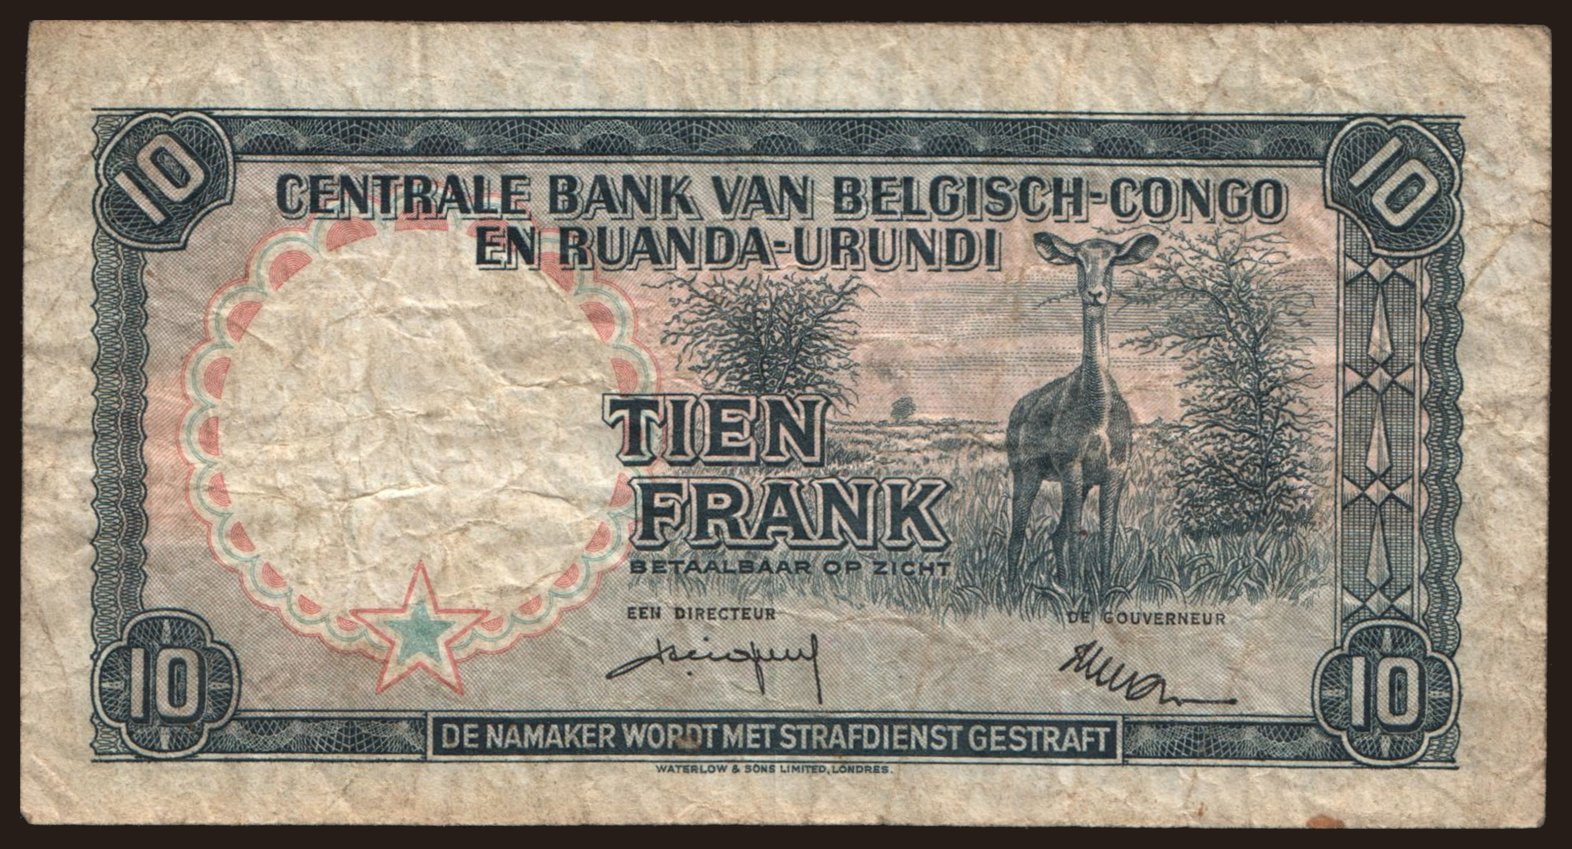 10
10
CENTRALE BANK VAN BELGISCH-CONGO
EN RUANDA-URUNDI
TIEN
FRANK
BETAALBAAR OP ZICHT
EEN DIRECTEUR
DE GOUVERNEUR
10
10
DE NAMAKER WORDT MET STRAFDIENST GESTRAFT
WATERLOW & SONS LIMITED, LONDRES.